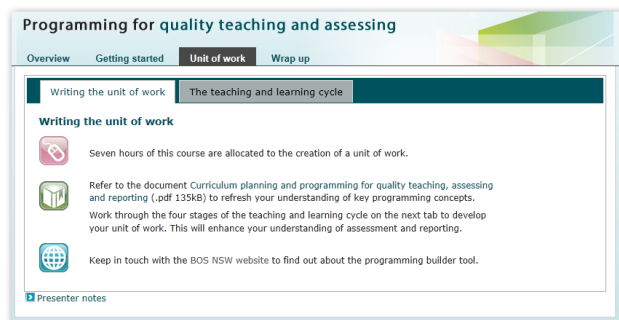 Programming for quality teaching and assessing
Overview Getting started Unit of work Wrap up
Writing the unit of work The teaching and learning cycle
Writing the unit of work
Seven hours of this course are allocated to the creation of a unit of work.
Refer to the document Curriculum planning and programming for quality teaching, assessing
and reporting (.pdf 135kB) to refresh your understanding of key programming concepts.
Work through the four stages of the teaching and learning cycle on the next tab to develop
your unit of work. This will enhance your understanding of assessment and reporting.
Keep in touch with the BOS NSW website to find out about the programming builder tool.
Presenter notes